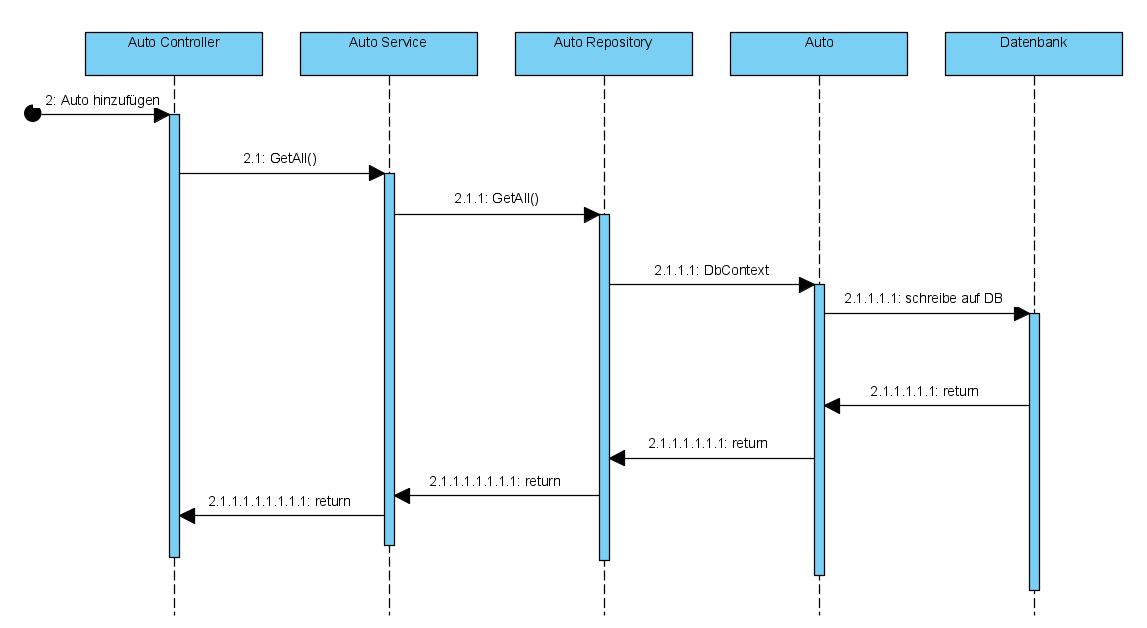 Auto Controller
Auto Service
Auto Repository
Auto
Datenbank
2: Auto hinzufügen
2.1: GetAll()
2.1.1: GetAll()
2.1.1.1: DbContext
2.1.1.1.1: schreibe auf DB
2.1.1.1.1.1: return
2.1.1.1.1.1.1: return
2.1.1.1.1.1.1.1: return
2.1.1.1.1.1.1.1.1: return